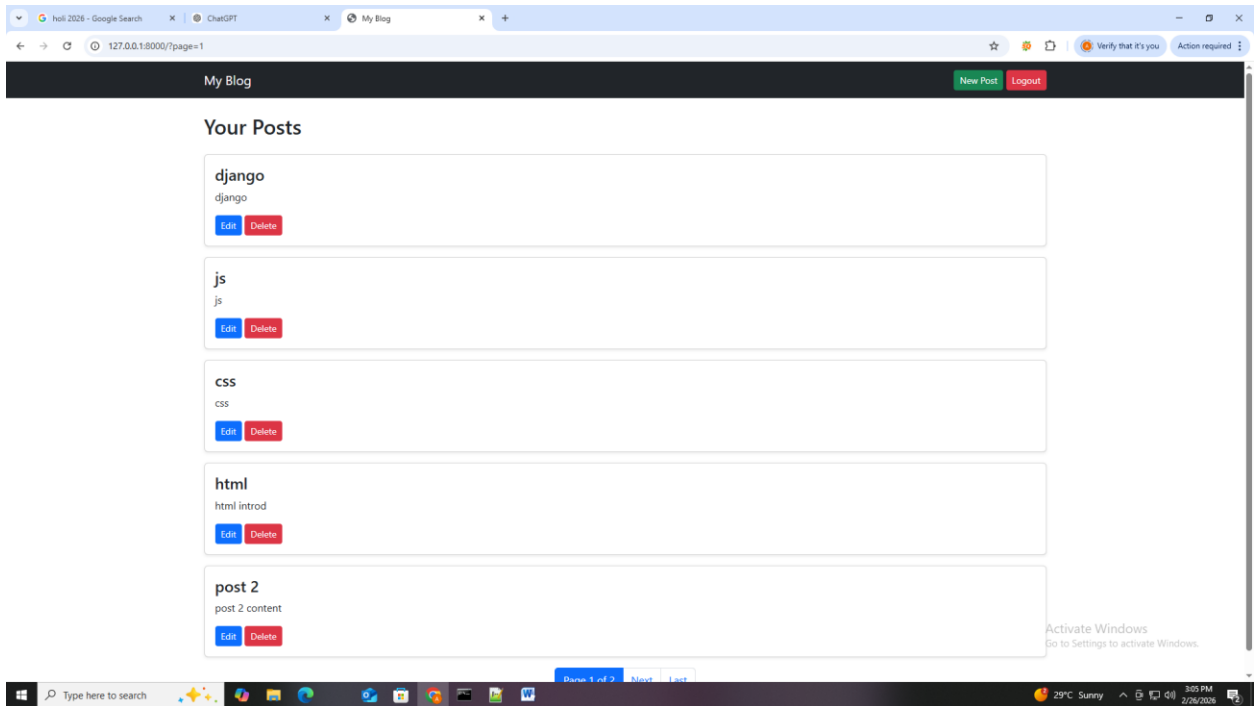 holi 2026 - Google Search
ChatGPT
My Blog
127.0.0.1:8000/?page=1
Verify that it's you
Action required
My Blog
New Post
Logout
Your Posts
django
django
Edit Delete
js
js
Edit Delete
css
css
Edit Delete
html
html introd
Edit Delete
post 2
post 2 content
Edit Delete
Activate Windows
Go to Settings to activate Windows.
Page 1 of 2 Next Last
Type here to search
29°C Sunny
3:05 PM
2/26/2026